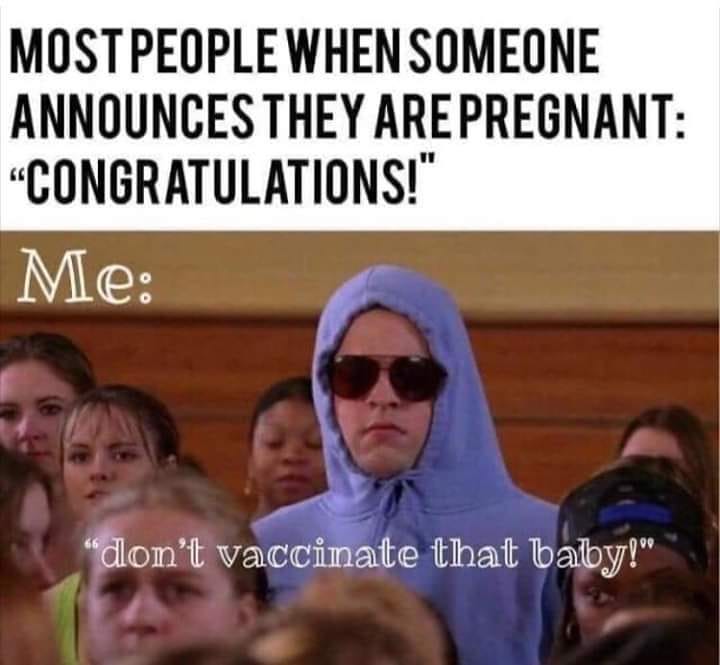 MOST PEOPLE WHEN SOMEONE
ANNOUNCES THEY ARE PREGNANT:
“CONGRATULATIONS!"
Me:
“don't vaccinate that baby!”